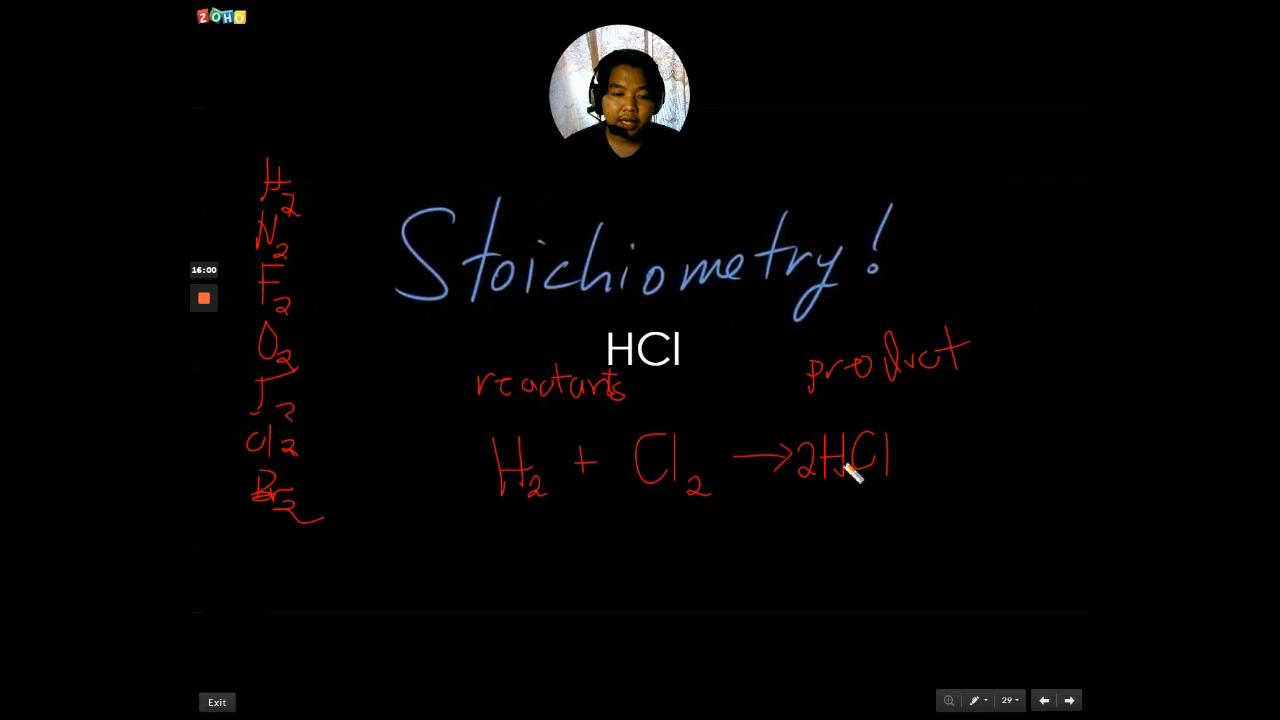 ZOHO
H2
N2
F2
O2
I2
Cl2
Br2
16:00
Stoichiometry!
HCl
reactants
product
H2 + Cl2 → 2HCl
Exit
29